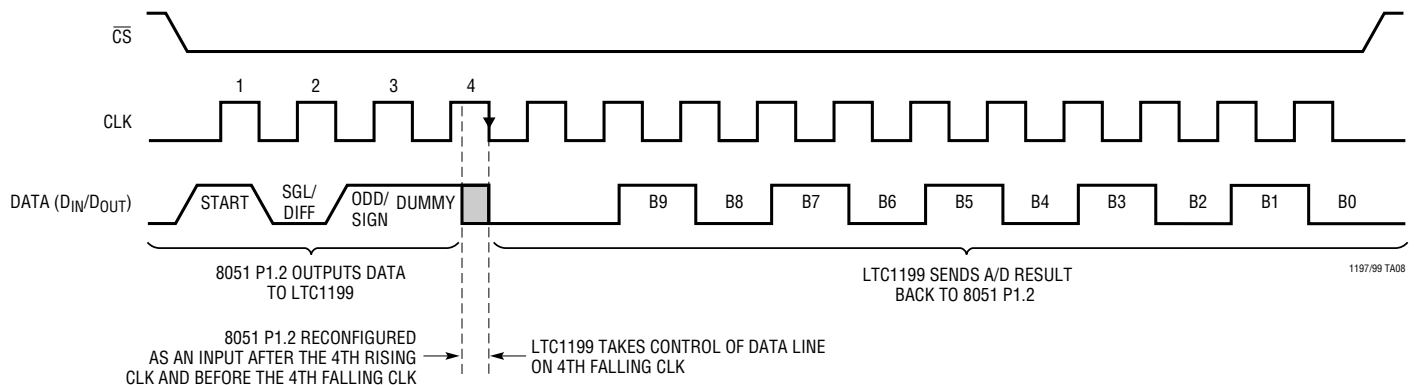 CS
1 2 3 4
CLK
DATA (DIN/DOUT)
START
SGL/
DIFF
ODD/
SIGN
DUMMY
B9 B8 B7 B6 B5 B4 B3 B2 B1 B0
8051 P1.2 OUTPUTS DATA
TO LTC1199
LTC1199 SENDS A/D RESULT
BACK TO 8051 P1.2
1197/99 TA08
8051 P1.2 RECONFIGURED
AS AN INPUT AFTER THE 4TH RISING
CLK AND BEFORE THE 4TH FALLING CLK
LTC1199 TAKES CONTROL OF DATA LINE
ON 4TH FALLING CLK